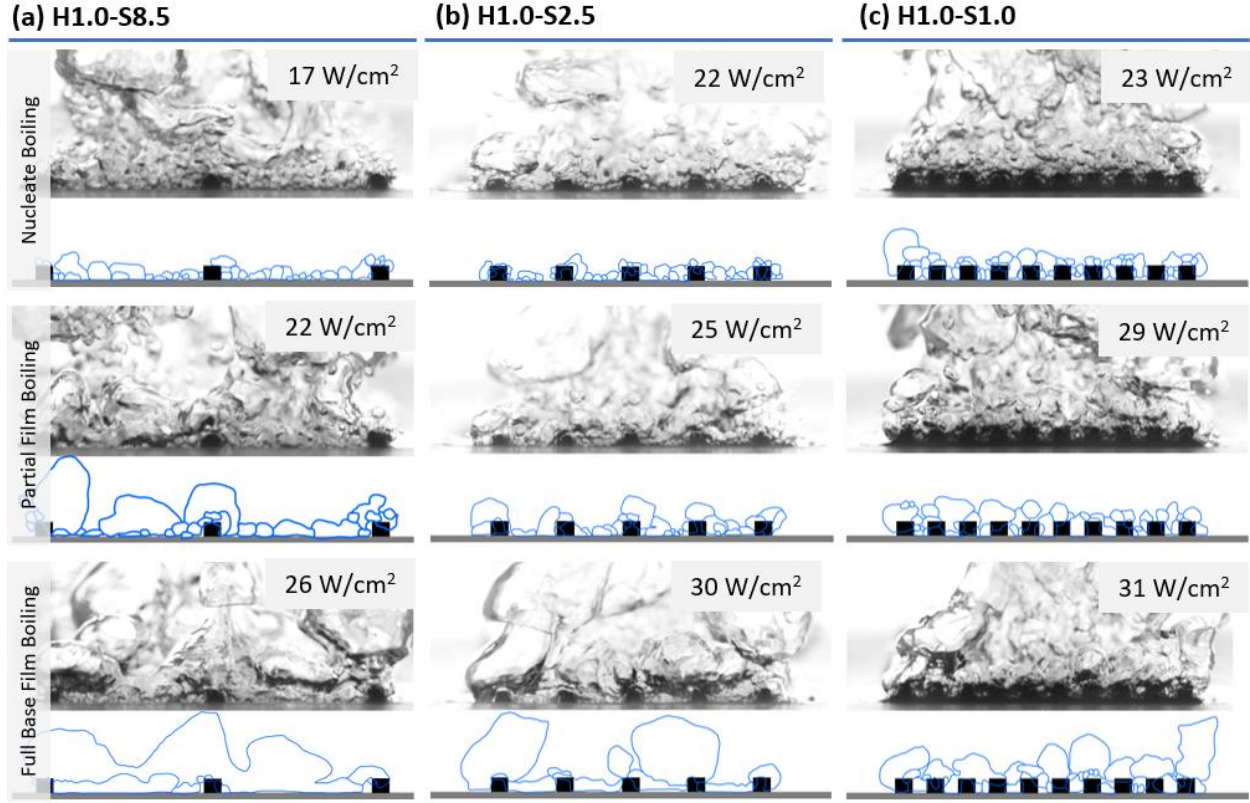 (a) H1.0-S8.5
(b) H1.0-S2.5
(c) H1.0-S1.0
Nucleate Boiling
17 W/cm²
22 W/cm²
23 W/cm²
Partial Film Boiling
22 W/cm²
25 W/cm²
29 W/cm²
Full Base Film Boiling
26 W/cm²
30 W/cm²
31 W/cm²